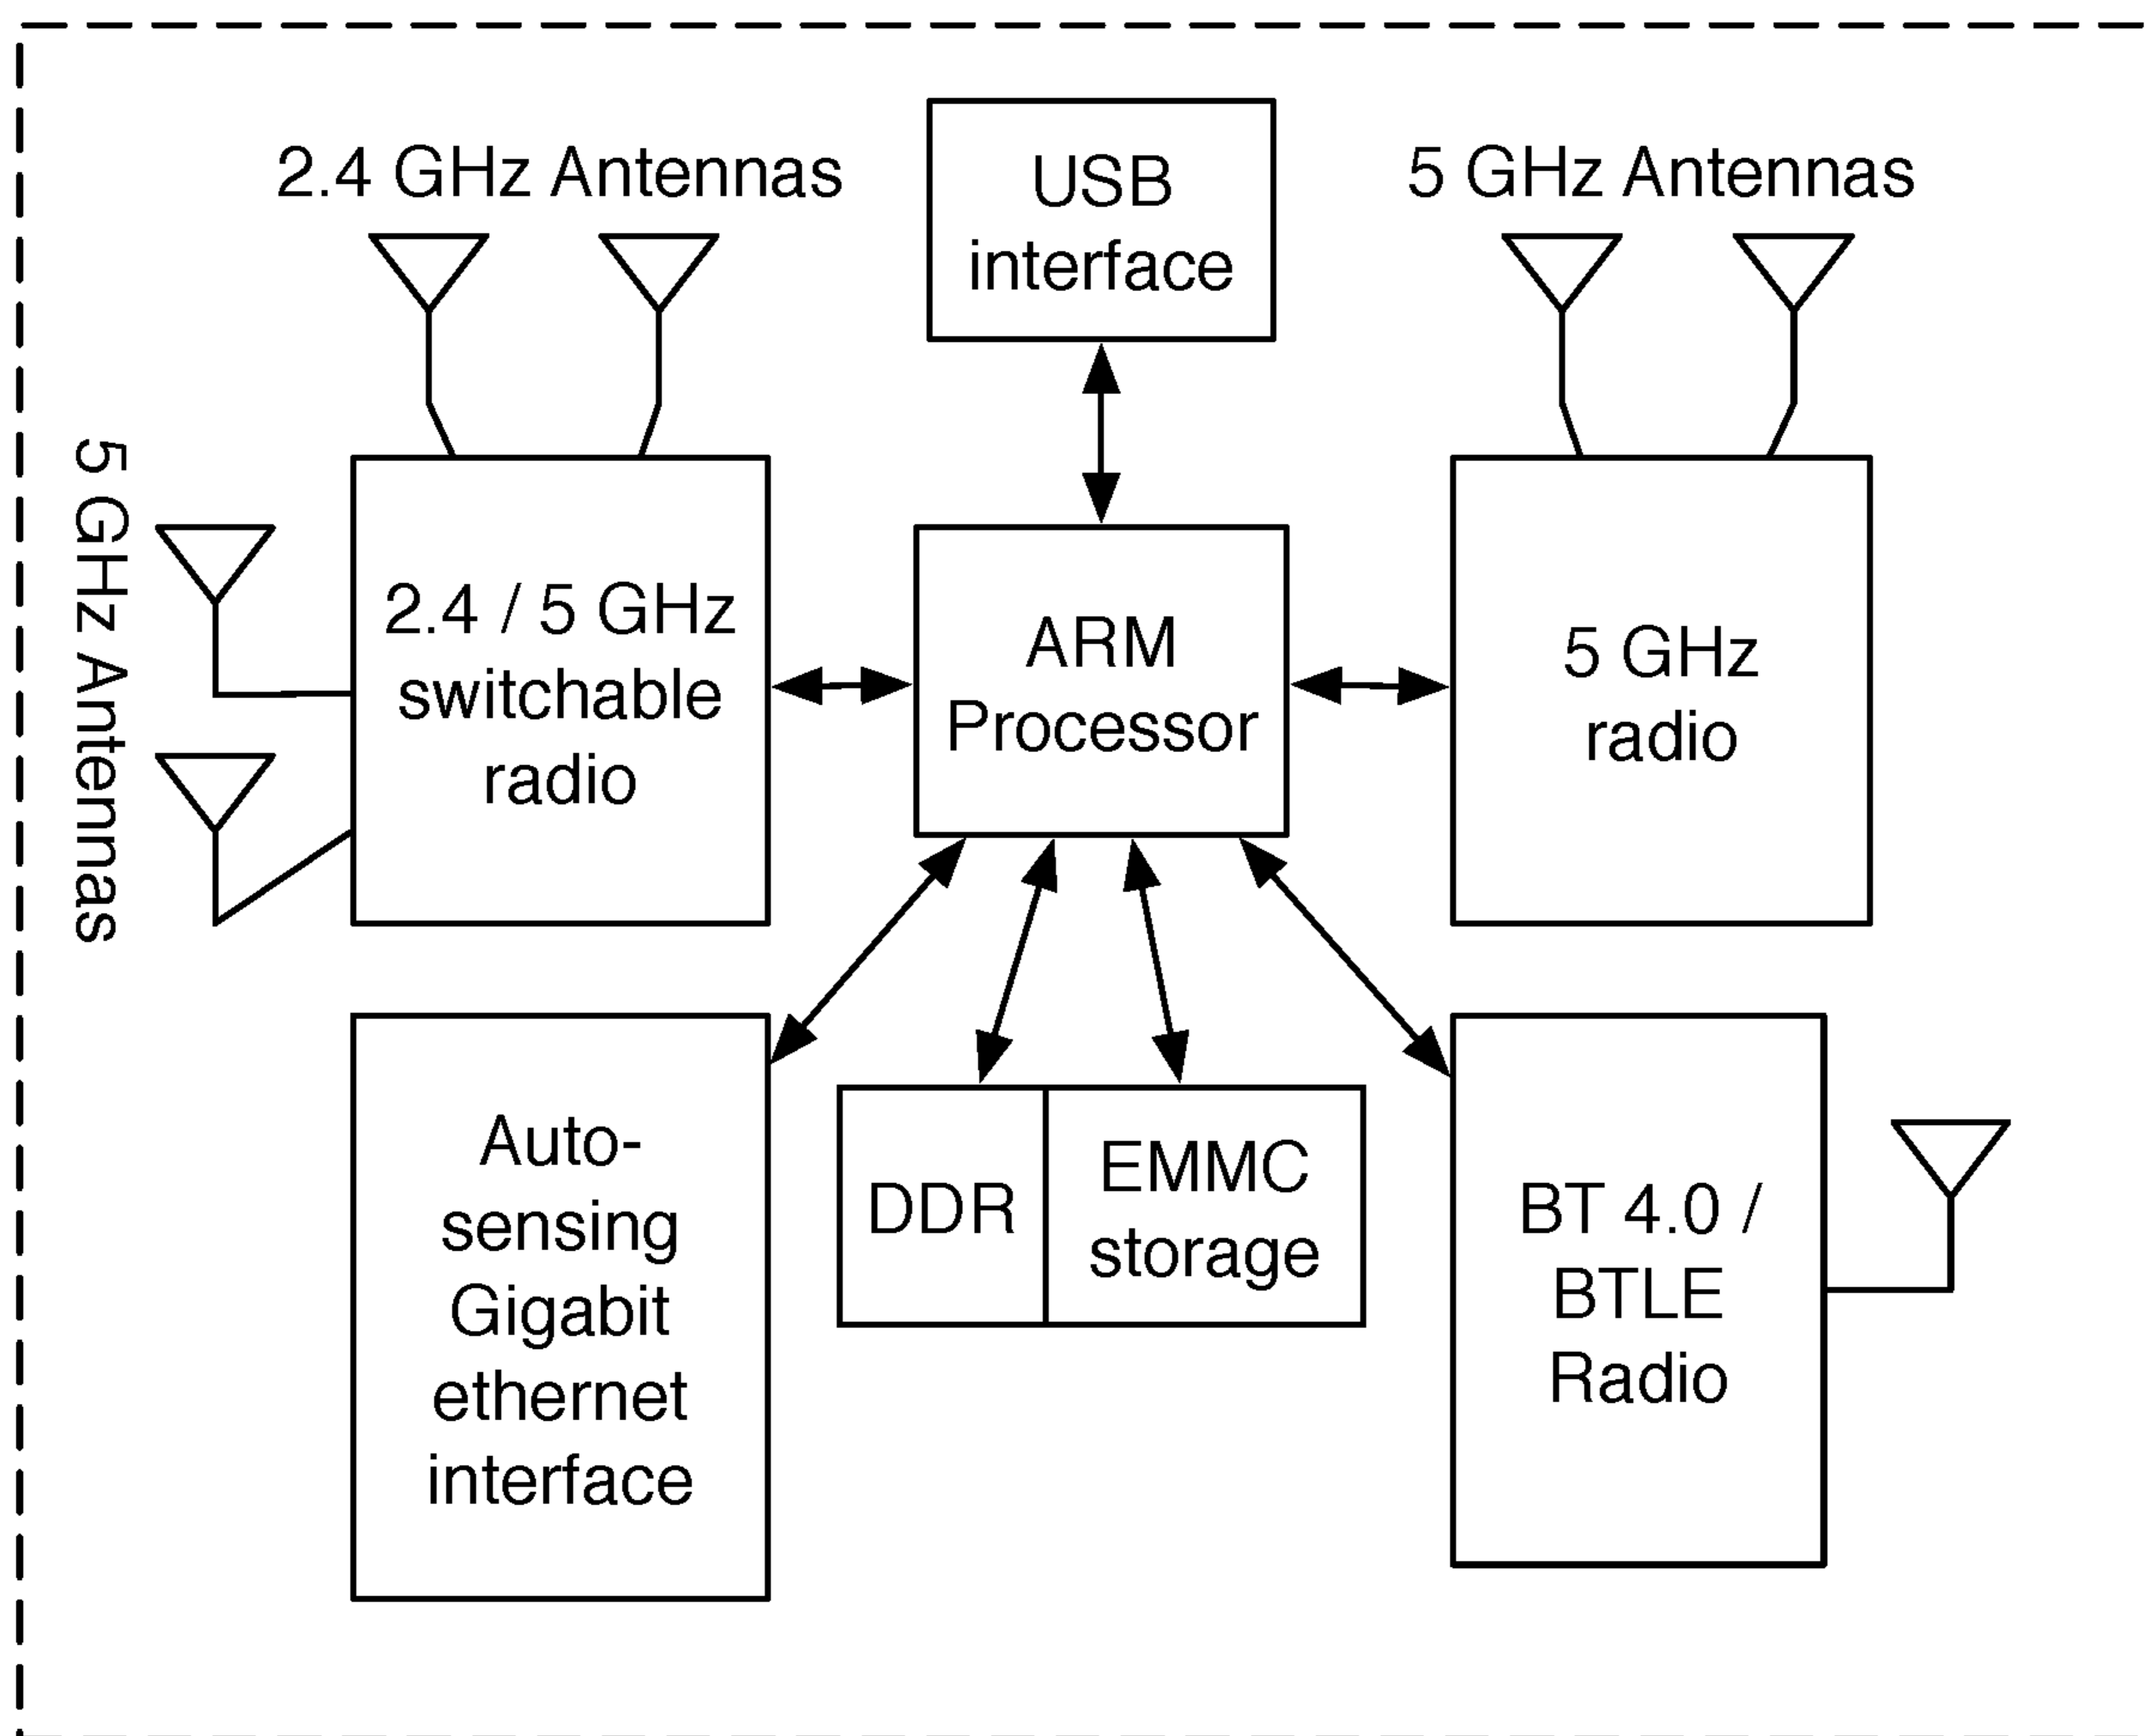 2.4 GHz Antennas
USB
interface
5 GHz Antennas
5 GHz Antennas
2.4 / 5 GHz
switchable
radio
ARM
Processor
5 GHz
radio
Auto-
sensing
Gigabit
ethernet
interface
DDR
EMMC
storage
BT 4.0 /
BTLE
Radio